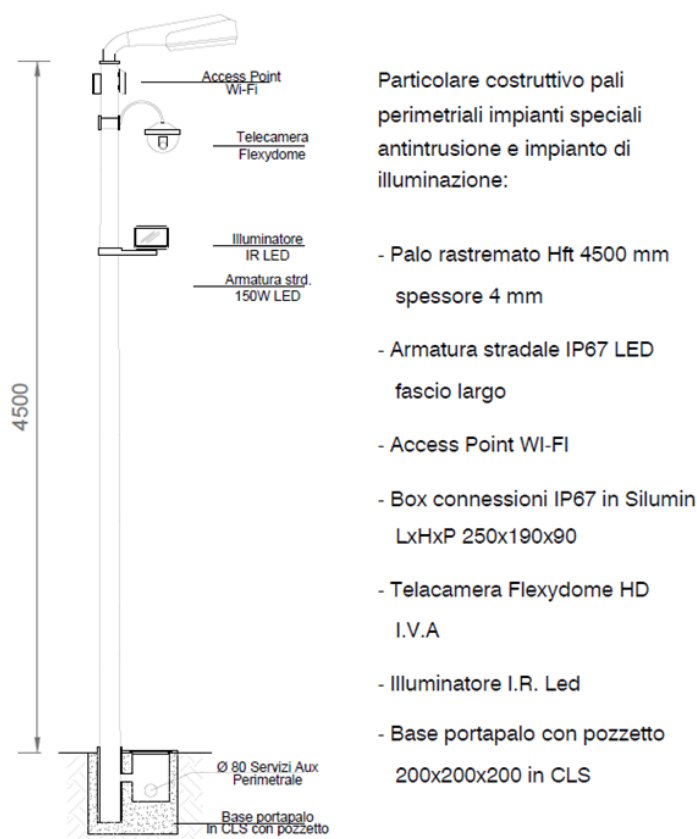 Access Point
Wi-Fi
Telecamera
Flexydome
Illuminatore
IR LED
Armatura strd.
150W LED
4500
Ø 80 Servizi Aux
Perimetrale
Base portapalo
in CLS con pozzetto
Particolare costruttivo pali
perimetriali impianti speciali
antintrusione e impianto di
illuminazione:
- Palo rastremato Hft 4500 mm
spessore 4 mm
- Armatura stradale IP67 LED
fascio largo
- Access Point WI-FI
- Box connessioni IP67 in Silumin
LxHxP 250x190x90
- Telacamera Flexydome HD
I.V.A
- Illuminatore I.R. Led
- Base portapalo con pozzetto
200x200x200 in CLS